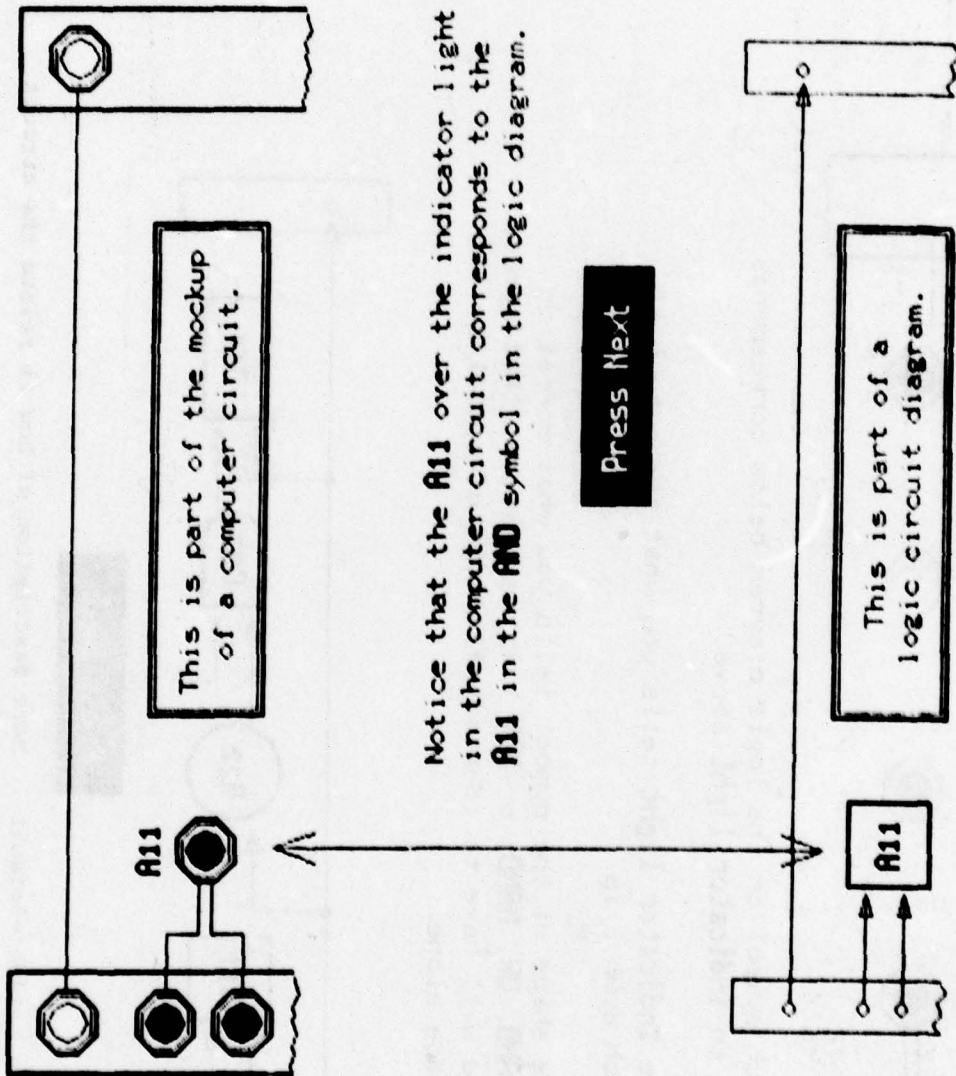 A11
This is part of the mockup
of a computer circuit.
Notice that the A11 over the indicator light
in the computer circuit corresponds to the
A11 in the AND symbol in the logic diagram.
Press Next
A11
This is part of a
logic circuit diagram.